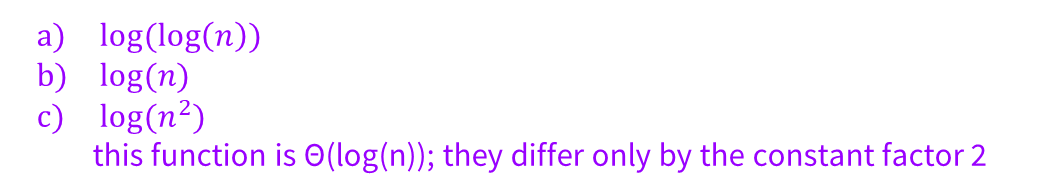 a) log(log(n))
b) log(n)
c) log(n²)
this function is Θ(log(n)); they differ only by the constant factor 2